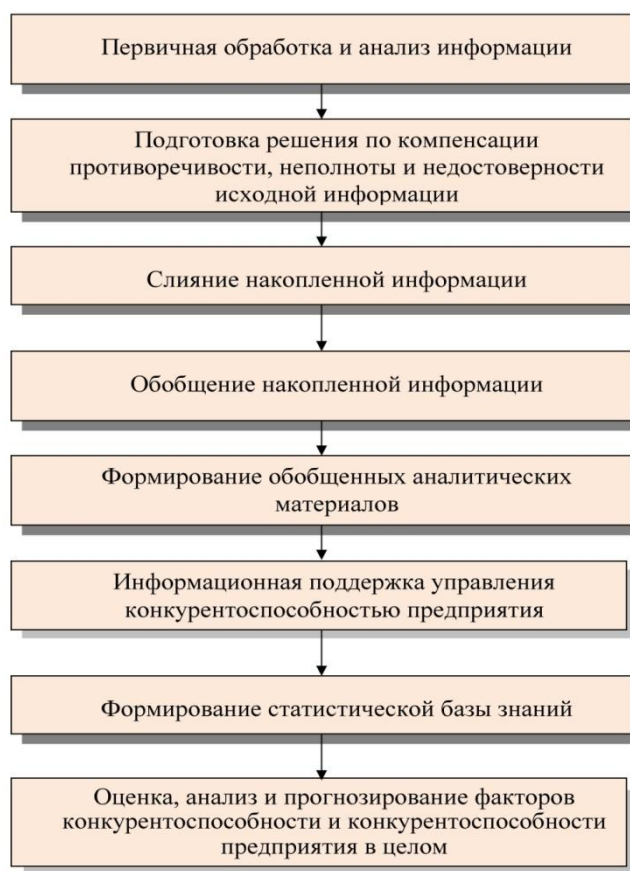 Первичная обработка и анализ информации
Подготовка решения по компенсации
противоречивости, неполноты и недостоверности
исходной информации
Слияние накопленной информации
Обобщение накопленной информации
Формирование обобщенных аналитических
материалов
Информационная поддержка управления
конкурентоспособностью предприятия
Формирование статистической базы знаний
Оценка, анализ и прогнозирование факторов
конкурентоспособности и конкурентоспособности
предприятия в целом